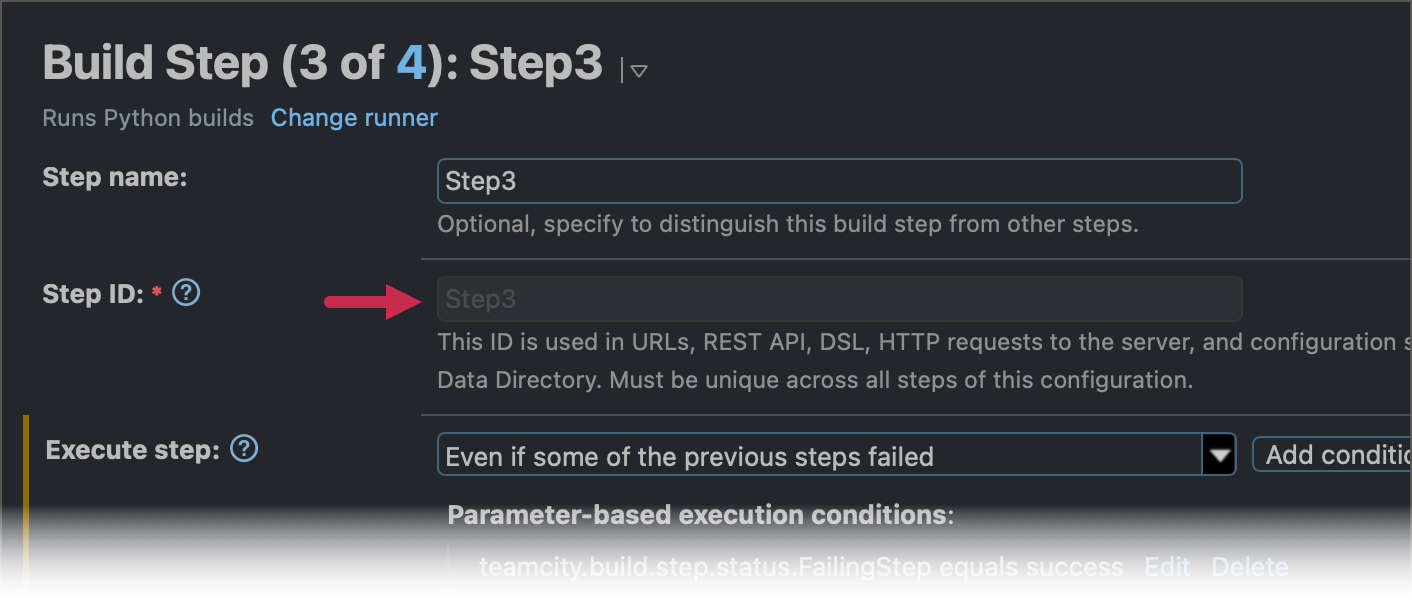 Build Step (3 of 4): Step3
Runs Python builds Change runner
Step name:
Step3
Optional, specify to distinguish this build step from other steps.
Step ID: * ?
Step3
This ID is used in URLs, REST API, DSL, HTTP requests to the server, and configuration s
Data Directory. Must be unique across all steps of this configuration.
Execute step: ?
Even if some of the previous steps failed
Add conditio
Parameter-based execution conditions:
teamcity.build.step.status.FailingStep equals success Edit Delete